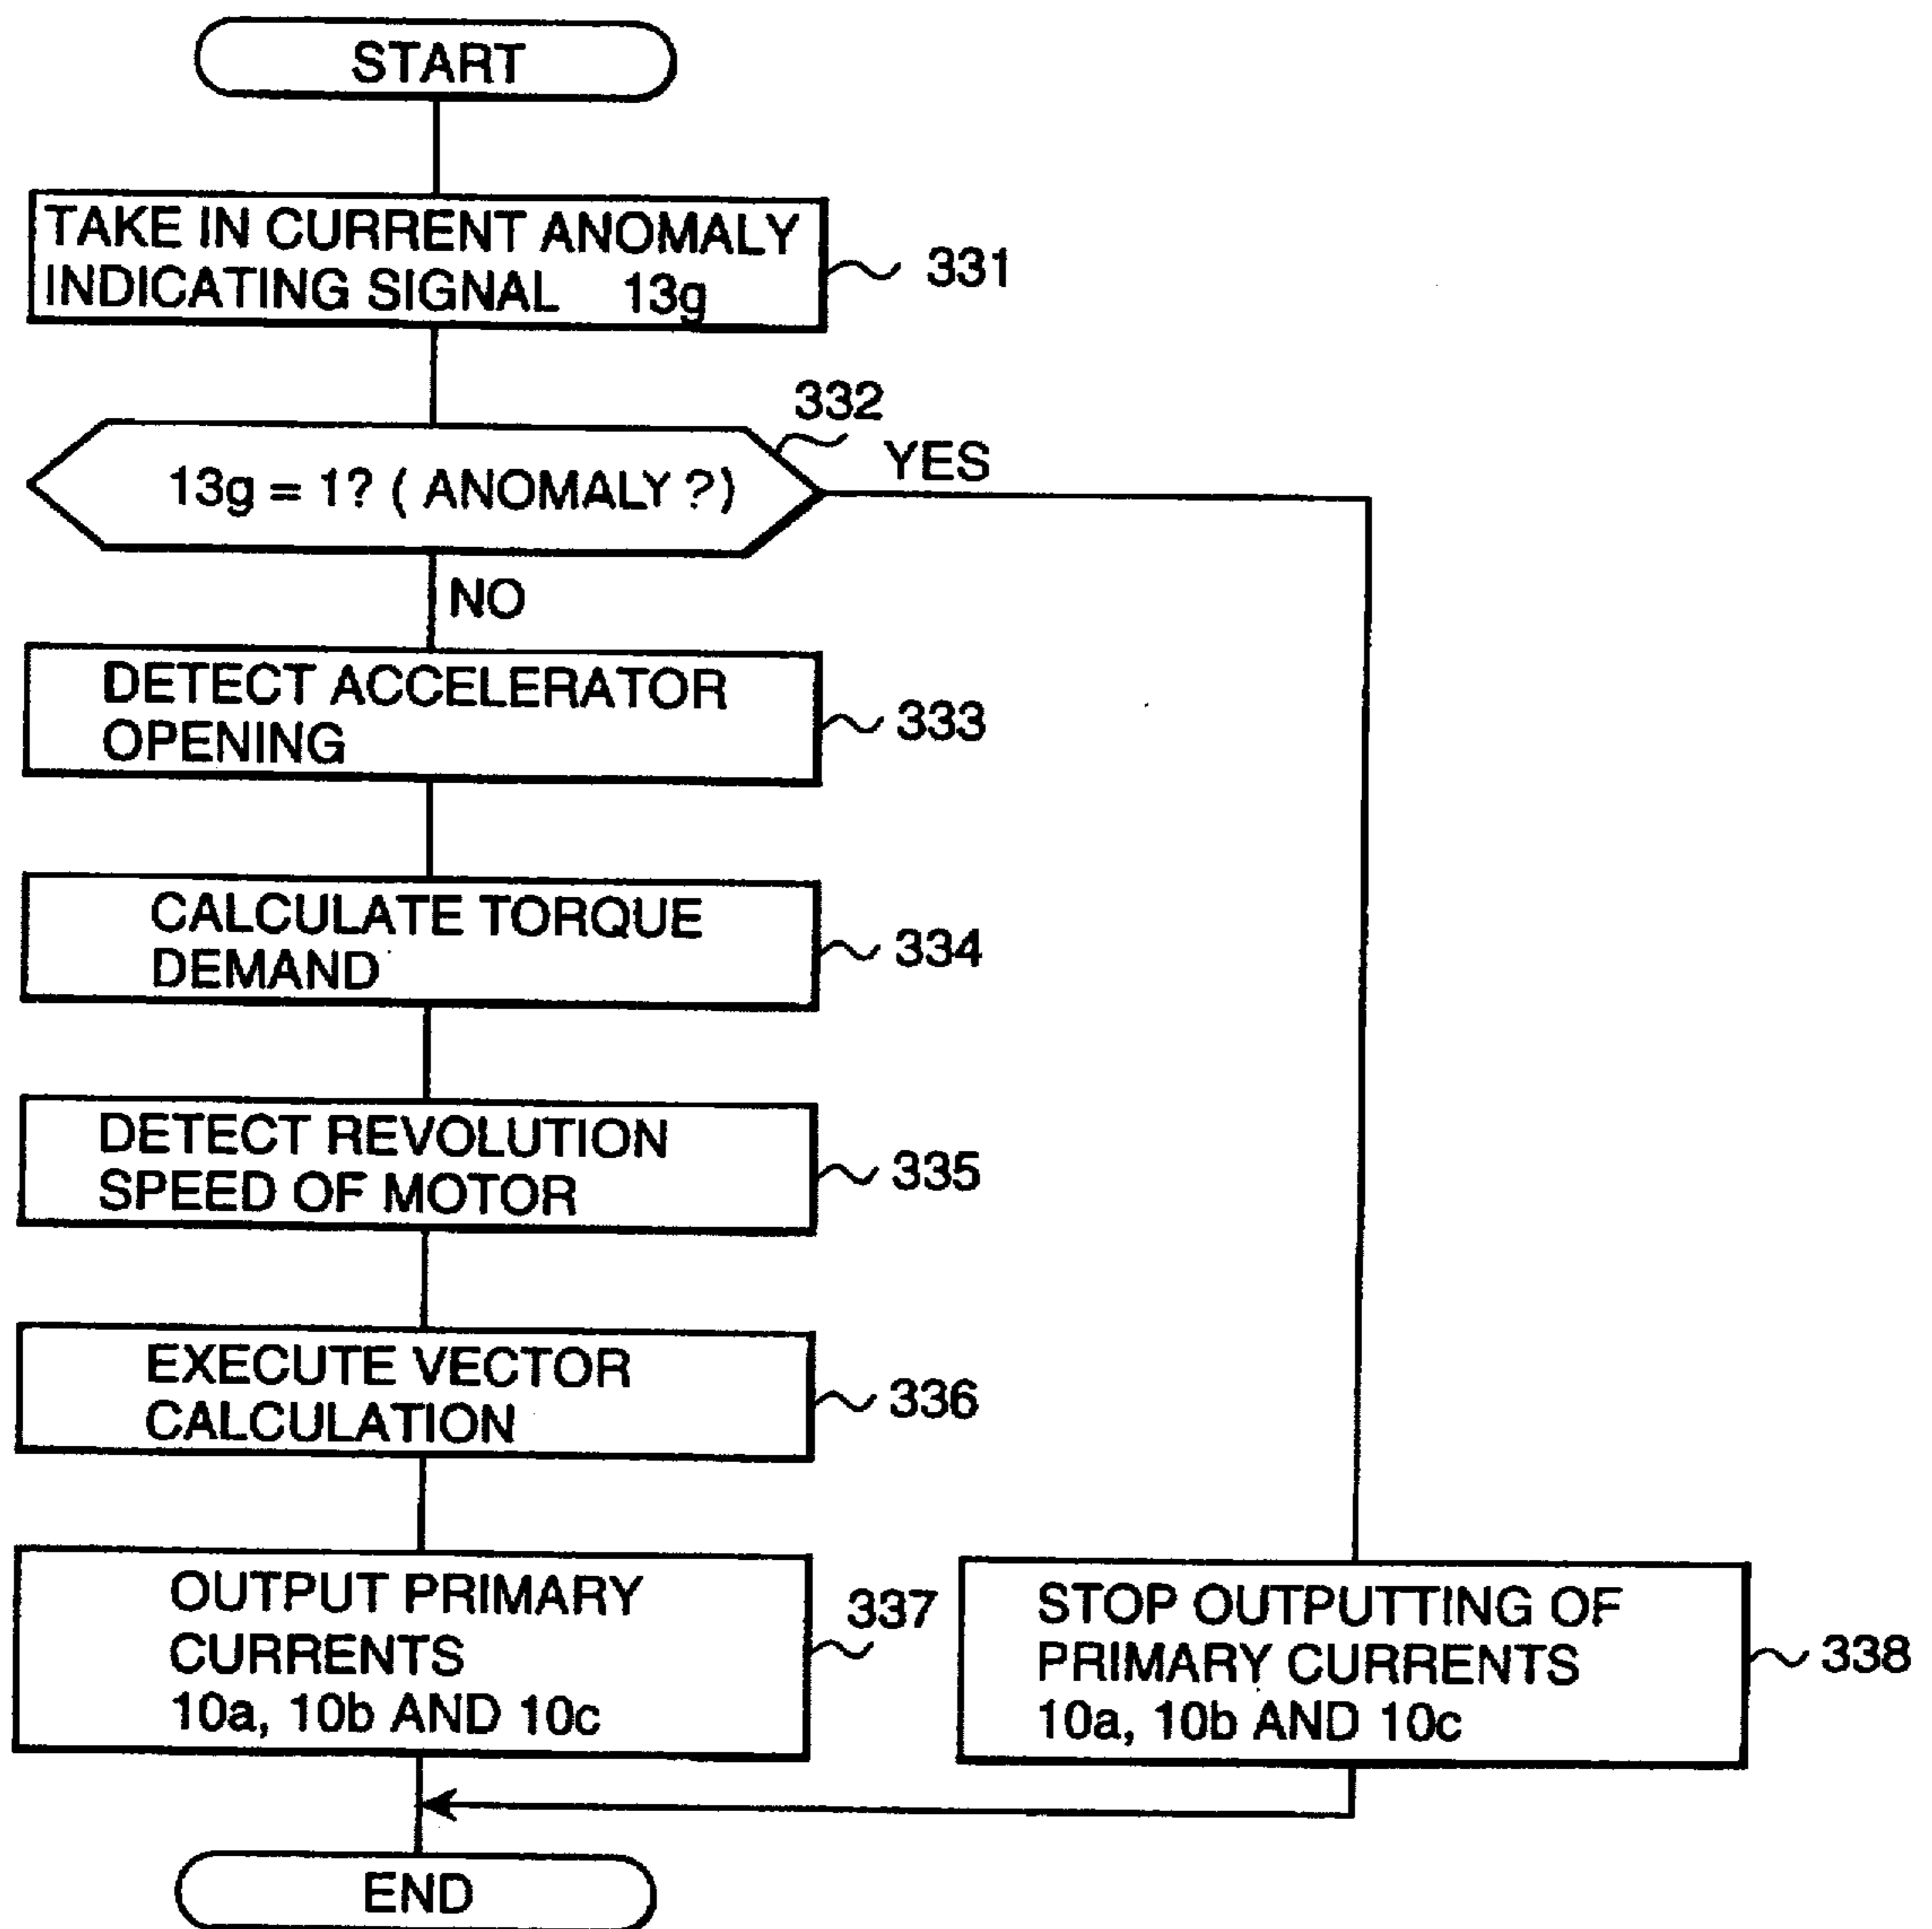 START
TAKE IN CURRENT ANOMALY
INDICATING SIGNAL 13g
331
332
13g = 1? ( ANOMALY ?)
YES
NO
DETECT ACCELERATOR
OPENING
333
CALCULATE TORQUE
DEMAND
334
DETECT REVOLUTION
SPEED OF MOTOR
335
EXECUTE VECTOR
CALCULATION
336
OUTPUT PRIMARY
CURRENTS
10a, 10b AND 10c
337
STOP OUTPUTTING OF
PRIMARY CURRENTS
10a, 10b AND 10c
338
END